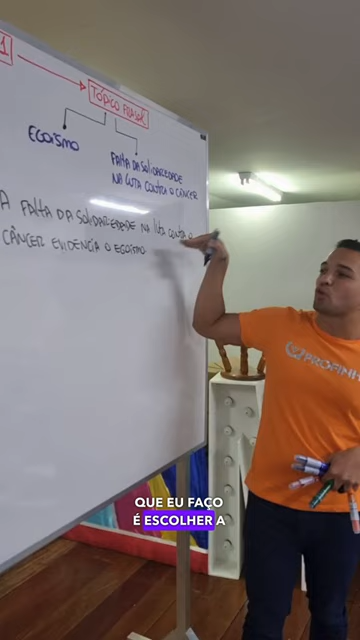 1
TÓPICO FRASAL
EGOÍSMO
FALTA DA SOLIDARIEDADE
NA LUTA CONTRA O CÂNCER
A FALTA DA SOLIDARIEDADE NA LUTA CONTRA O
CÂNCER EVIDENCIA O EGOÍSMO
PROFINH
QUE EU FAÇO
É ESCOLHER A